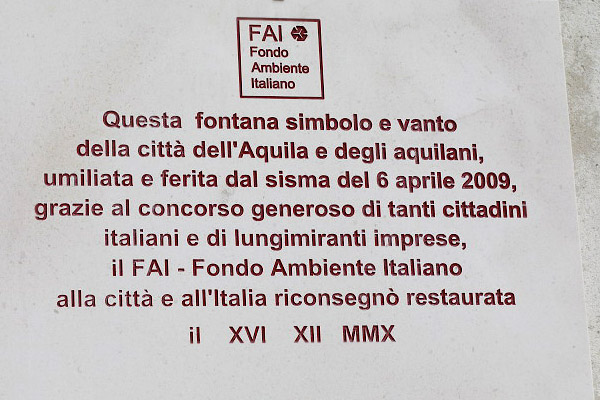 FAI
Fondo
Ambiente
Italiano
Questa fontana simbolo e vanto
della città dell'Aquila e degli aquilani,
umiliata e ferita dal sisma del 6 aprile 2009,
grazie al concorso generoso di tanti cittadini
italiani e di lungimiranti imprese,
il FAI - Fondo Ambiente Italiano
alla città e all'Italia riconsegnò restaurata
il XVI XII MMX